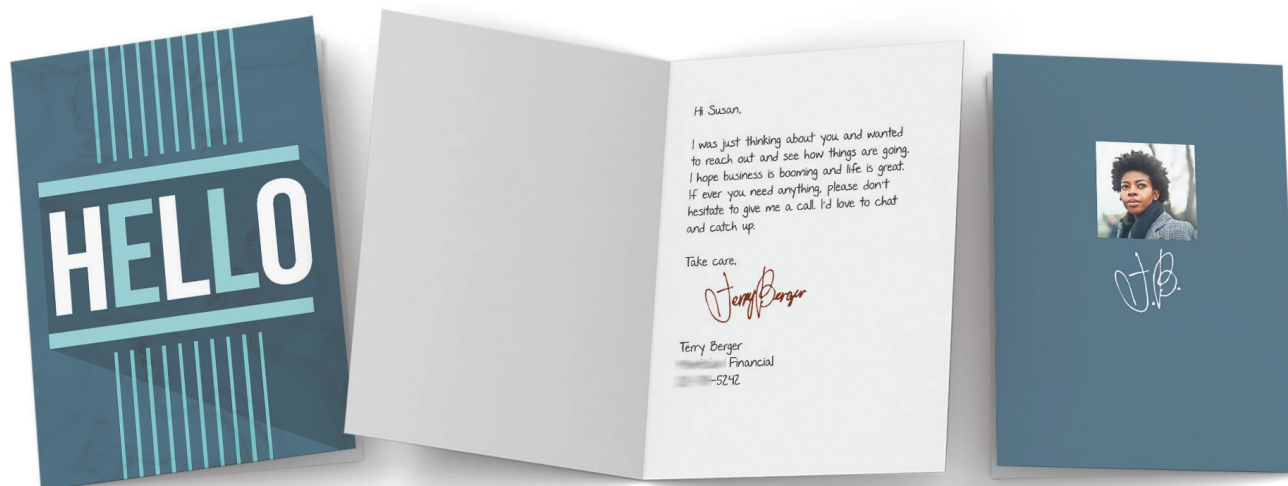 HELLO
Hi Susan,
I was just thinking about you and wanted
to reach out and see how things are going.
I hope business is booming and life is great.
If ever you need anything, please don't
hesitate to give me a call. I'd love to chat
and catch up.
Take care,
Terry Berger
Terry Berger
Financial
-5242
J.B.